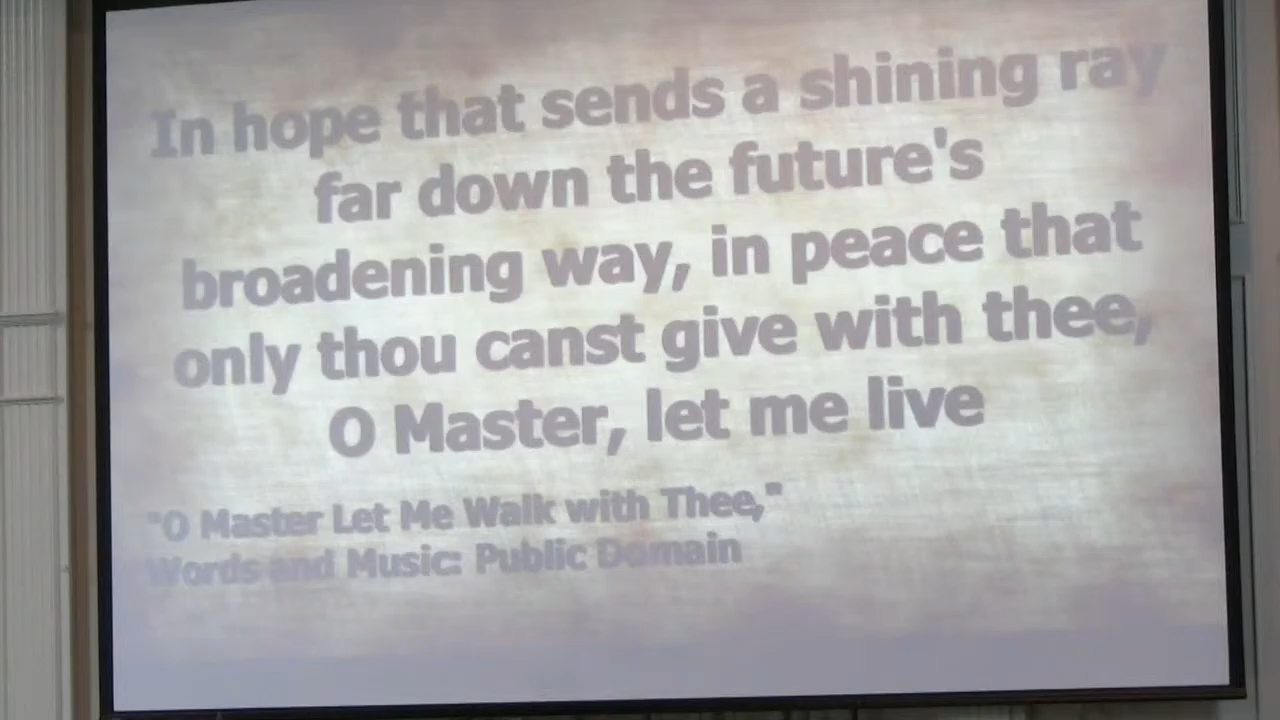 In hope that sends a shining ray
far down the future's
broadening way, in peace that
only thou canst give with thee,
O Master, let me live
"O Master Let Me Walk with Thee,"
Words and Music: Public Domain